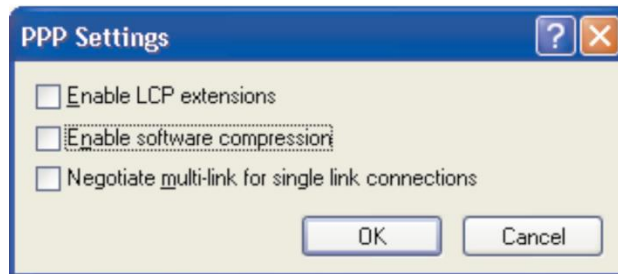 PPP Settings
Enable LCP extensions
Enable software compression
Negotiate multi-link for single link connections
OK Cancel